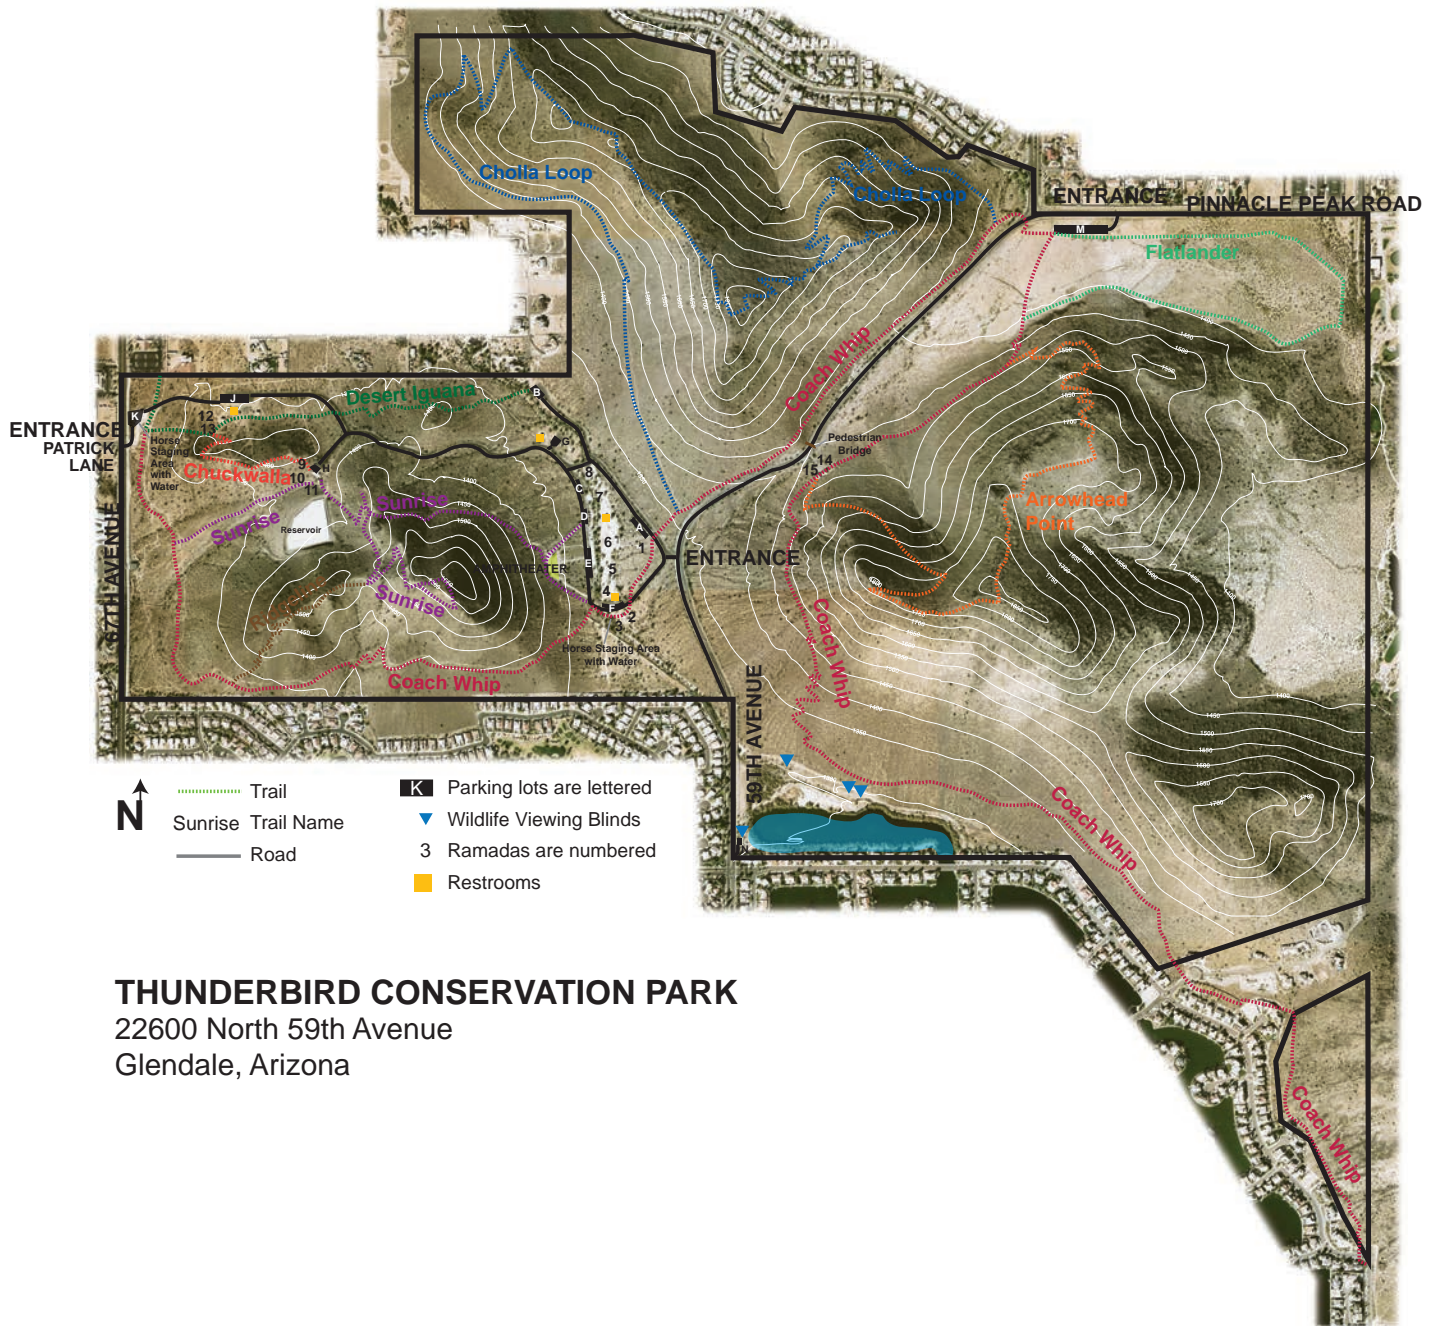 Cholla Loop
Cholla Loop
ENTRANCE
PINNACLE PEAK ROAD
M
Flatlander
Coach Whip
Desert Iguana
B
J
K
12
13
ENTRANCE
PATRICK
LANE
Horse
Staging
Area
with
Water
Chuckwalla
9
H
10
11
G
8
C
7
D
A
6
1
E
5
4
F
2
3
Pedestrian
Bridge
14
15
Sunrise
Sunrise
Reservoir
Sunrise
AMPHITHEATER
ENTRANCE
Arrowhead
Point
67TH AVENUE
Horse Staging Area
with Water
Coach Whip
Coach Whip
59TH AVENUE
Coach Whip
Coach Whip
N
Trail
Sunrise Trail Name
Road
K Parking lots are lettered
Wildlife Viewing Blinds
3 Ramadas are numbered
Restrooms
THUNDERBIRD CONSERVATION PARK
22600 North 59th Avenue
Glendale, Arizona